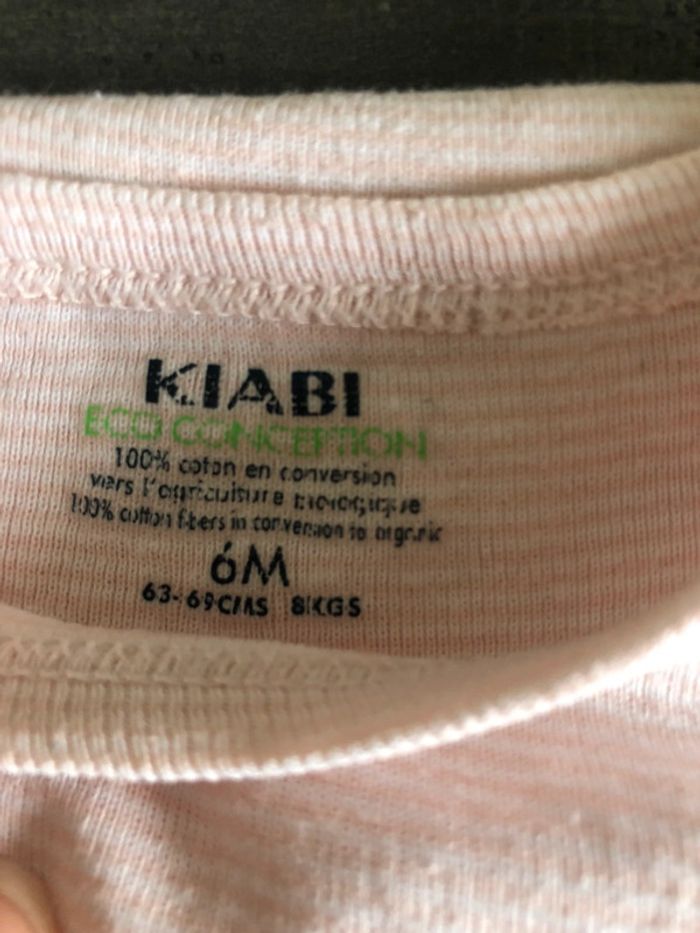 KIABI
ECO CONCEPTION
100% coton en conversion
vers l'agriculture biologique
100% cotton fibers in conversion to organic
6M
63-69CMS 8KGS